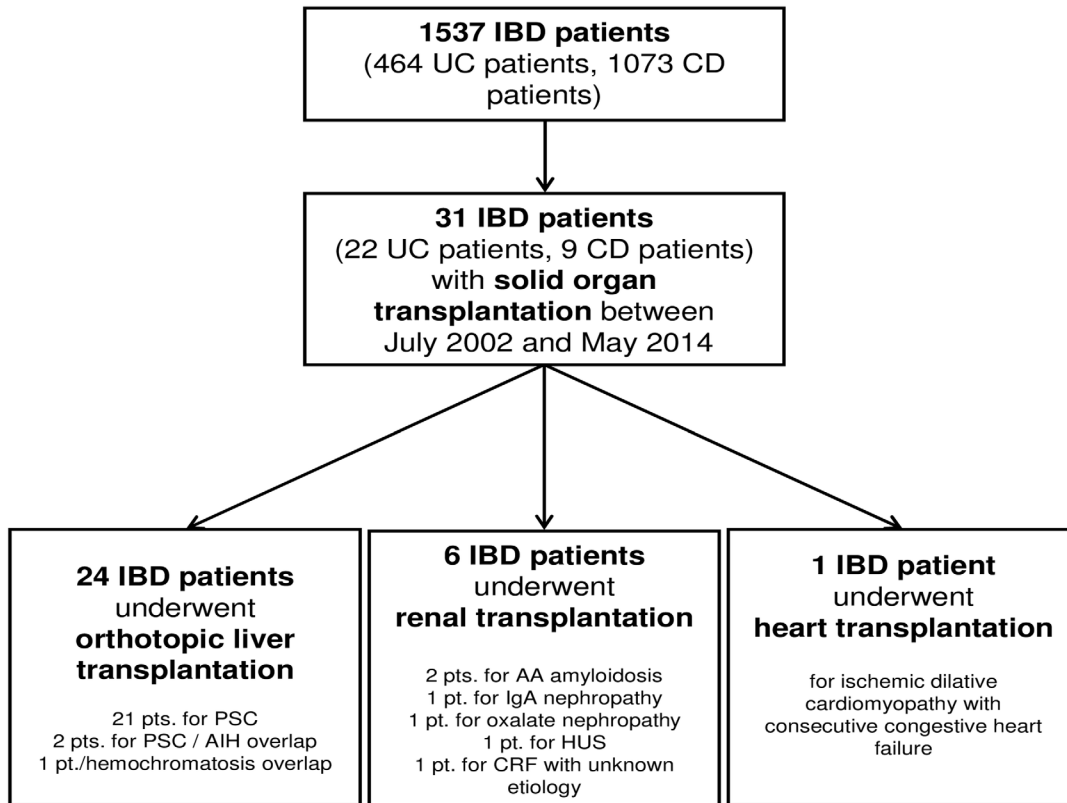 1537 IBD patients
(464 UC patients, 1073 CD
patients)
31 IBD patients
(22 UC patients, 9 CD patients)
with solid organ
transplantation between
July 2002 and May 2014
24 IBD patients
underwent
orthotopic liver
transplantation
21 pts. for PSC
2 pts. for PSC / AIH overlap
1 pt./hemochromatosis overlap
6 IBD patients
underwent
renal transplantation
2 pts. for AA amyloidosis
1 pt. for IgA nephropathy
1 pt. for oxalate nephropathy
1 pt. for HUS
1 pt. for CRF with unknown
etiology
1 IBD patient
underwent
heart transplantation
for ischemic dilative
cardiomyopathy with
consecutive congestive heart
failure